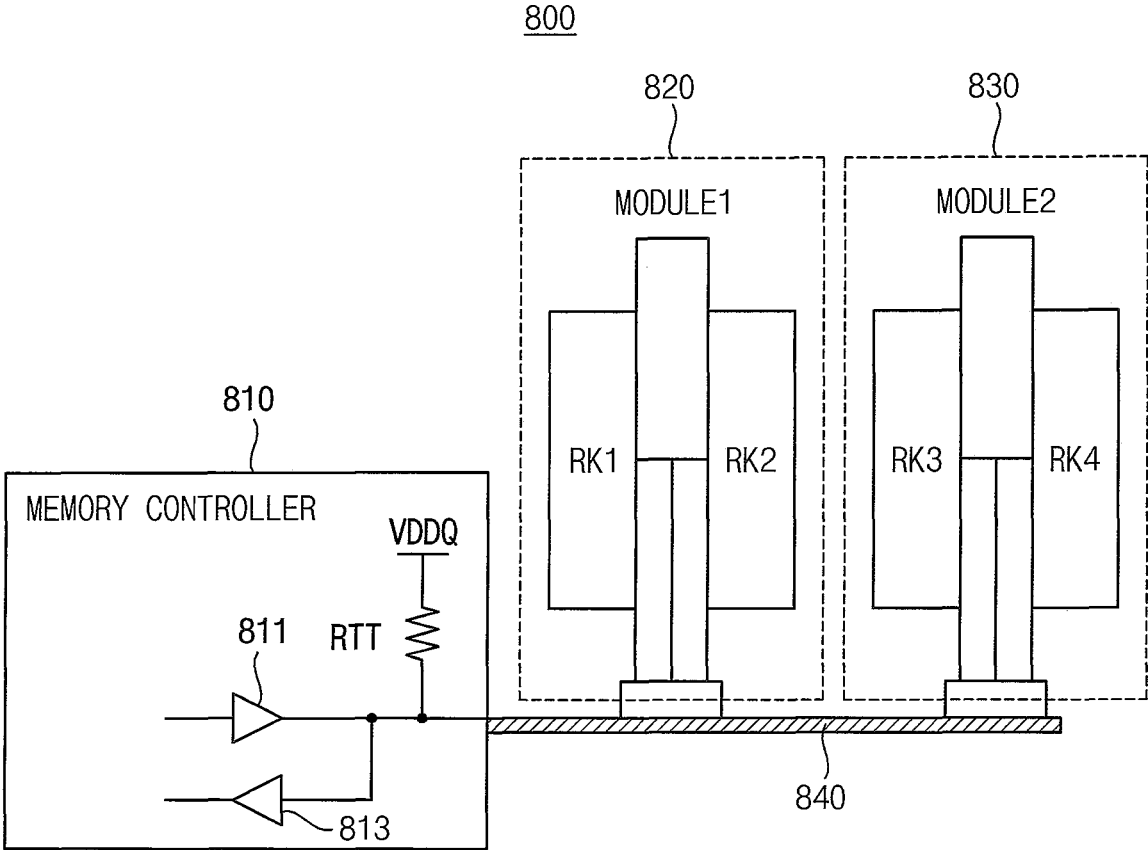 800
820
830
MODULE1
MODULE2
810
RK1
RK2
RK3
RK4
MEMORY CONTROLLER
VDDQ
811
RTT
840
813